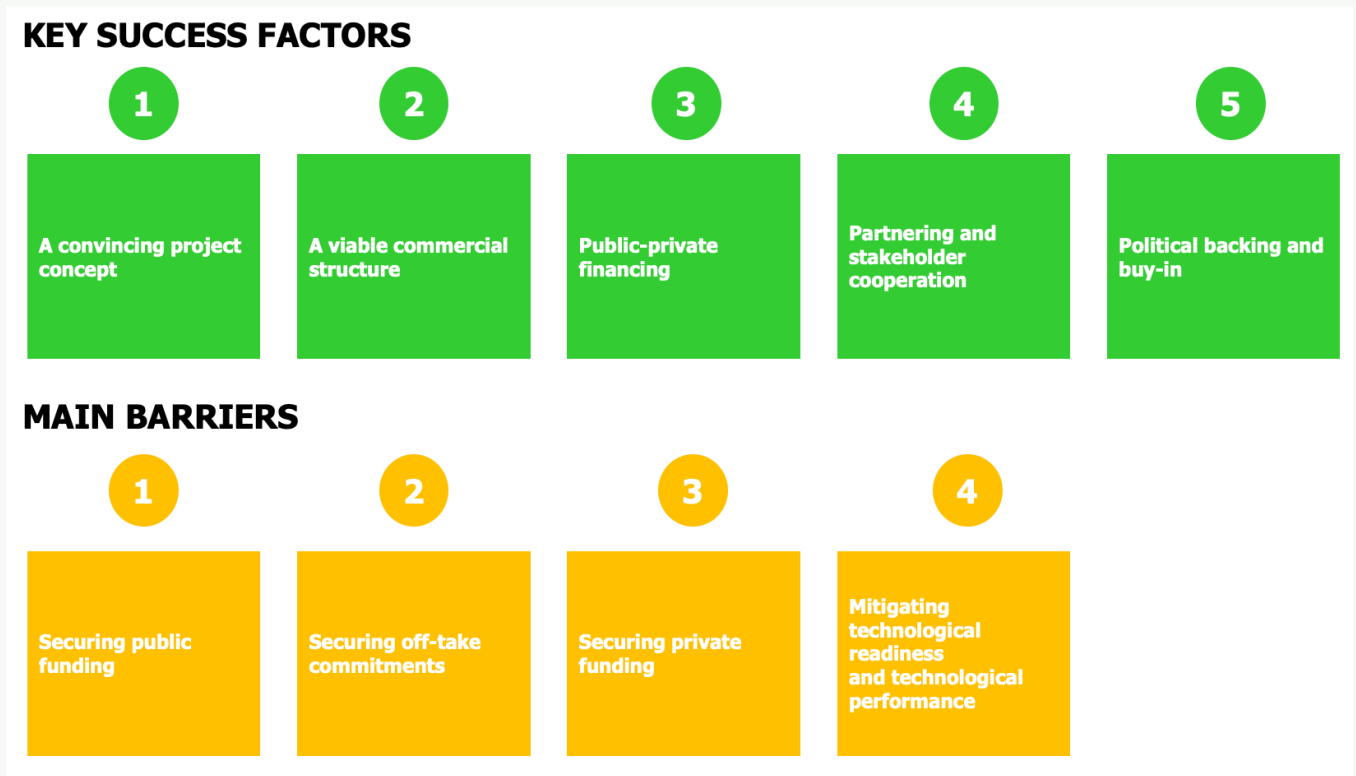 KEY SUCCESS FACTORS
1
2
3
4
5
A convincing project
concept
A viable commercial
structure
Public-private
financing
Partnering and
stakeholder
cooperation
Political backing and
buy-in
MAIN BARRIERS
1
2
3
4
Securing public
funding
Securing off-take
commitments
Securing private
funding
Mitigating
technological
readiness
and technological
performance